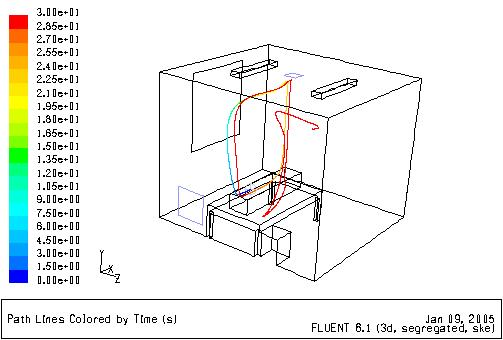 3.00e+01
2.85e+01
2.70e+01
2.55e+01
2.40e+01
2.25e+01
2.10e+01
1.95e+01
1.80e+01
1.65e+01
1.50e+01
1.35e+01
1.20e+01
1.05e+01
9.00e+00
7.50e+00
6.00e+00
4.50e+00
3.00e+00
1.50e+00
0.00e+00
Y
X
Z
Path Lines Colored by Time (s)
Jan 09, 2005
FLUENT 6.1 (3d, segregated, ske)